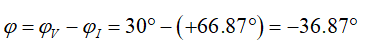 φ = φ_V − φ_I = 30° − (+66.87°) = −36.87°